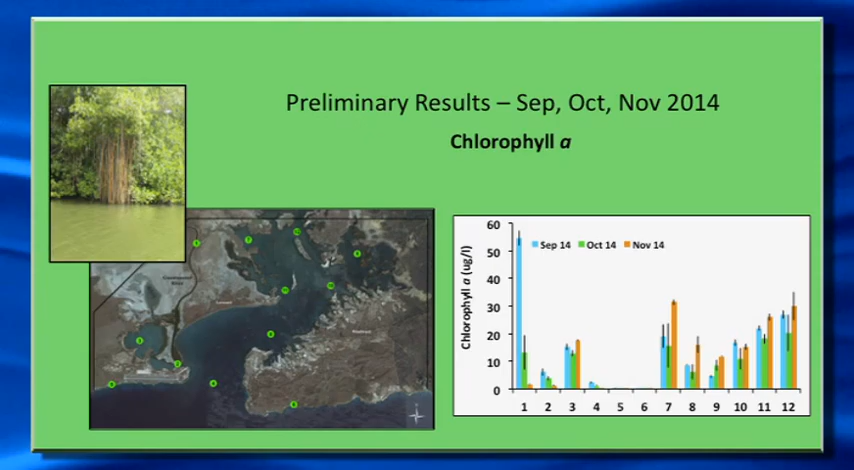 Preliminary Results – Sep, Oct, Nov 2014
Chlorophyll a
60
50
40
30
20
10
0
Chlorophyll a (ug/l)
Sep 14 Oct 14 Nov 14
1 2 3 4 5 6 7 8 9 10 11 12